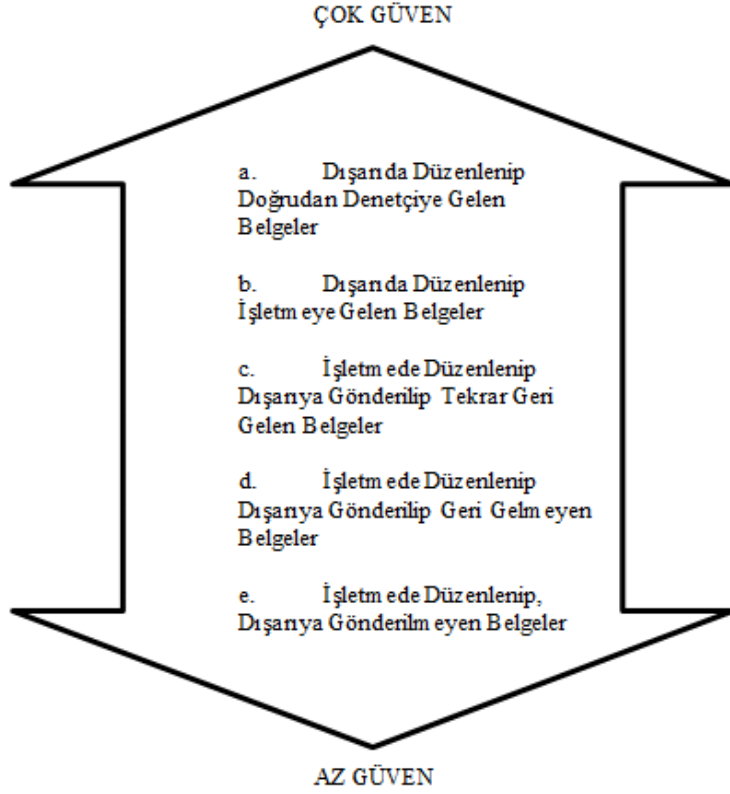 ÇOK GÜVEN
a. Dışarıda Düzenlenip
Doğrudan Denetçiye Gelen
Belgeler
b. Dışarıda Düzenlenip
İşletmeye Gelen Belgeler
c. İşletmede Düzenlenip
Dışarıya Gönderilip Tekrar Geri
Gelen Belgeler
d. İşletmede Düzenlenip
Dışarıya Gönderilip Geri Gelmeyen
Belgeler
e. İşletmede Düzenlenip,
Dışarıya Gönderilmeyen Belgeler
AZ GÜVEN